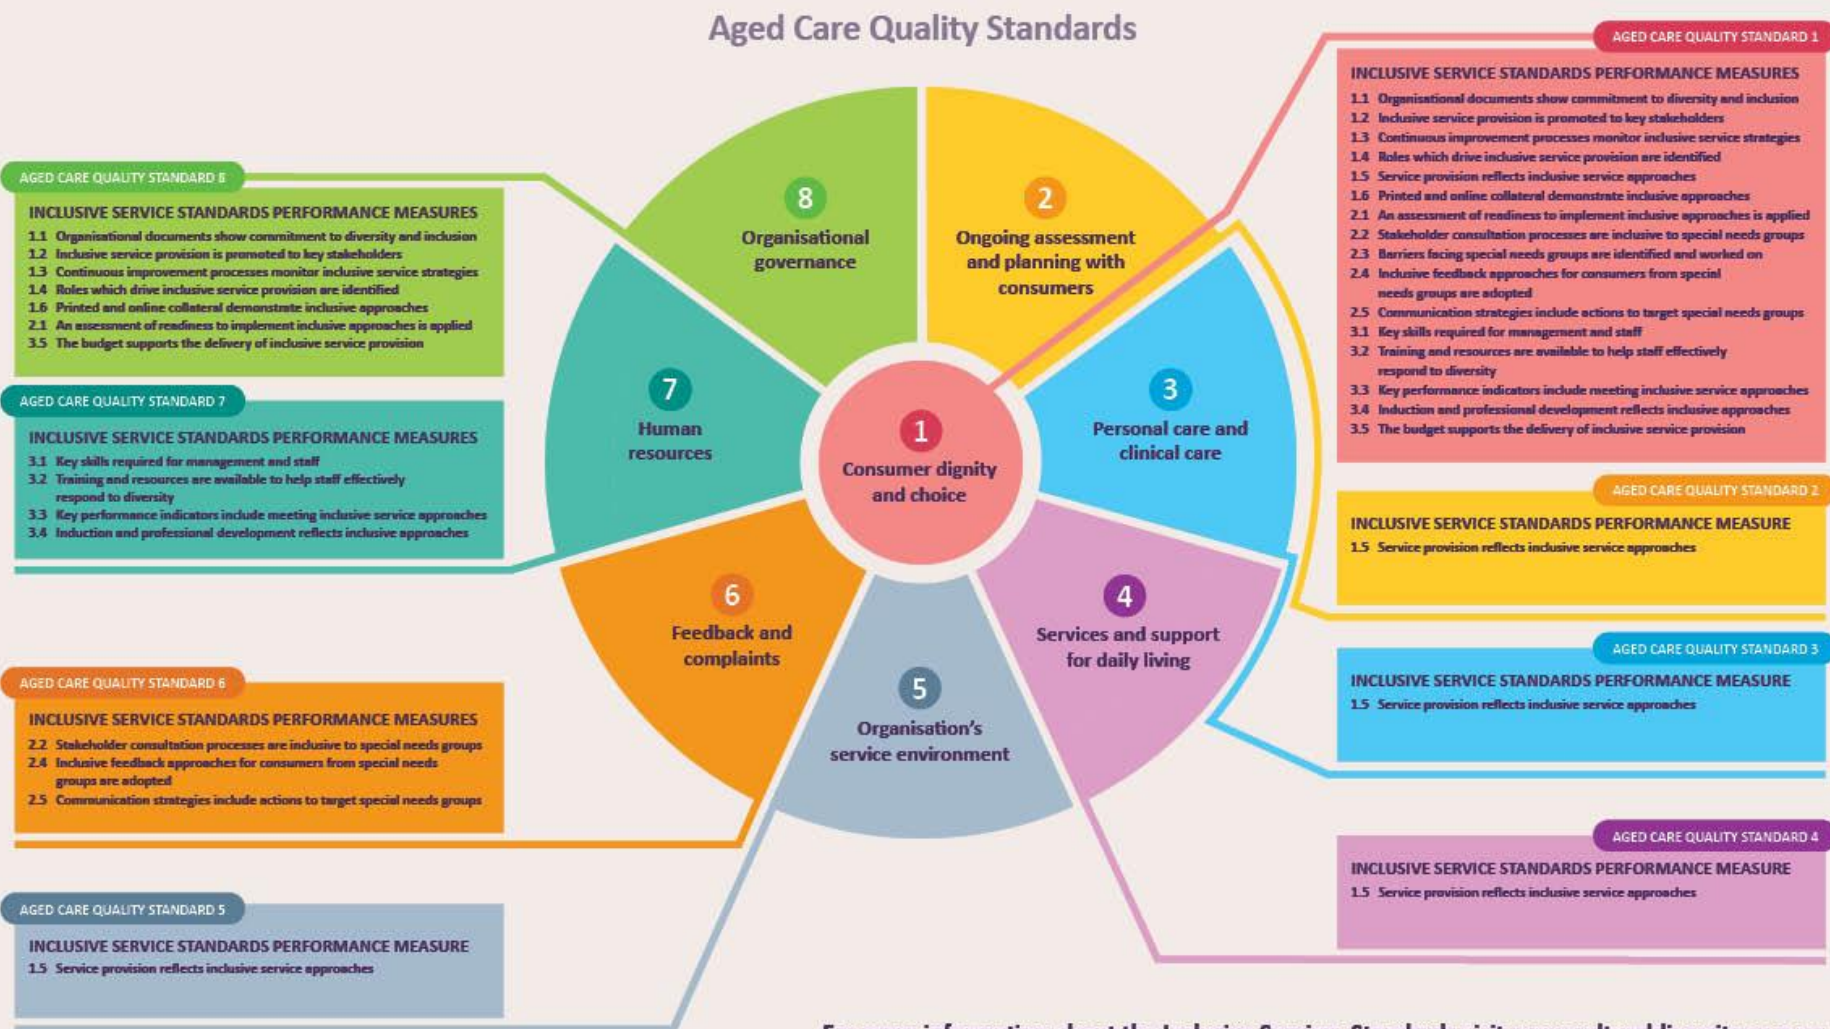 Aged Care Quality Standards
AGED CARE QUALITY STANDARD 1
INCLUSIVE SERVICE STANDARDS PERFORMANCE MEASURES
1.1 Organisational documents show commitment to diversity and inclusion
1.2 Inclusive service provision is promoted to key stakeholders
1.3 Continuous improvement processes monitor inclusive service strategies
1.4 Roles which drive inclusive service provision are identified
1.5 Service provision reflects inclusive service approaches
1.6 Printed and online collateral demonstrate inclusive approaches
2.1 An assessment of readiness to implement inclusive approaches is applied
2.2 Stakeholder consultation processes are inclusive to special needs groups
2.3 Barriers facing special needs groups are identified and worked on
2.4 Inclusive feedback approaches for consumers from special
needs groups are adopted
2.5 Communication strategies include actions to target special needs groups
3.1 Key skills required for management and staff
3.2 Training and resources are available to help staff effectively
respond to diversity
3.3 Key performance indicators include meeting inclusive service approaches
3.4 Induction and professional development reflects inclusive approaches
3.5 The budget supports the delivery of inclusive service provision
AGED CARE QUALITY STANDARD 2
INCLUSIVE SERVICE STANDARDS PERFORMANCE MEASURE
1.5 Service provision reflects inclusive service approaches
AGED CARE QUALITY STANDARD 3
INCLUSIVE SERVICE STANDARDS PERFORMANCE MEASURE
1.5 Service provision reflects inclusive service approaches
AGED CARE QUALITY STANDARD 4
INCLUSIVE SERVICE STANDARDS PERFORMANCE MEASURE
1.5 Service provision reflects inclusive service approaches
AGED CARE QUALITY STANDARD 8
INCLUSIVE SERVICE STANDARDS PERFORMANCE MEASURES
1.1 Organisational documents show commitment to diversity and inclusion
1.2 Inclusive service provision is promoted to key stakeholders
1.3 Continuous improvement processes monitor inclusive service strategies
1.4 Roles which drive inclusive service provision are identified
1.6 Printed and online collateral demonstrate inclusive approaches
2.1 An assessment of readiness to implement inclusive approaches is applied
3.5 The budget supports the delivery of inclusive service provision
AGED CARE QUALITY STANDARD 7
INCLUSIVE SERVICE STANDARDS PERFORMANCE MEASURES
3.1 Key skills required for management and staff
3.2 Training and resources are available to help staff effectively
respond to diversity
3.3 Key performance indicators include meeting inclusive service approaches
3.4 Induction and professional development reflects inclusive approaches
AGED CARE QUALITY STANDARD 6
INCLUSIVE SERVICE STANDARDS PERFORMANCE MEASURES
2.2 Stakeholder consultation processes are inclusive to special needs groups
2.4 Inclusive feedback approaches for consumers from special needs
groups are adopted
2.5 Communication strategies include actions to target special needs groups
AGED CARE QUALITY STANDARD 5
INCLUSIVE SERVICE STANDARDS PERFORMANCE MEASURE
1.5 Service provision reflects inclusive service approaches
1
Consumer dignity
and choice
2
Ongoing assessment
and planning with
consumers
3
Personal care and
clinical care
4
Services and support
for daily living
5
Organisation's
service environment
6
Feedback and
complaints
7
Human
resources
8
Organisational
governance